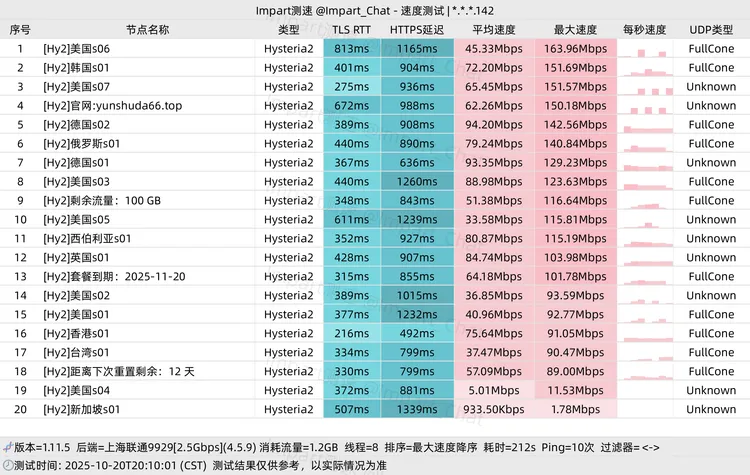 Impart测速 @Impart_Chat - 速度测试 | *.*.*.142
序号 节点名称 类型 TLS RTT HTTPS延迟 平均速度 最大速度 每秒速度 UDP类型
1 [Hy2]美国s06 Hysteria2 813ms 1165ms 45.33Mbps 163.96Mbps FullCone
2 [Hy2]韩国s01 Hysteria2 401ms 904ms 72.20Mbps 151.69Mbps FullCone
3 [Hy2]美国s07 Hysteria2 275ms 936ms 65.45Mbps 151.57Mbps Unknown
4 [Hy2]官网:yunshuda66.top Hysteria2 672ms 988ms 62.26Mbps 150.18Mbps Unknown
5 [Hy2]德国s02 Hysteria2 389ms 908ms 94.20Mbps 142.56Mbps FullCone
6 [Hy2]俄罗斯s01 Hysteria2 440ms 890ms 79.24Mbps 140.84Mbps FullCone
7 [Hy2]德国s01 Hysteria2 367ms 636ms 93.35Mbps 129.23Mbps Unknown
8 [Hy2]美国s03 Hysteria2 440ms 1260ms 88.98Mbps 123.63Mbps FullCone
9 [Hy2]剩余流量：100 GB Hysteria2 348ms 843ms 51.38Mbps 116.64Mbps FullCone
10 [Hy2]美国s05 Hysteria2 611ms 1239ms 33.58Mbps 115.81Mbps Unknown
11 [Hy2]西伯利亚s01 Hysteria2 352ms 927ms 80.87Mbps 115.19Mbps Unknown
12 [Hy2]英国s01 Hysteria2 428ms 907ms 84.74Mbps 103.98Mbps Unknown
13 [Hy2]套餐到期：2025-11-20 Hysteria2 315ms 855ms 64.18Mbps 101.78Mbps FullCone
14 [Hy2]美国s02 Hysteria2 389ms 1015ms 36.85Mbps 93.59Mbps Unknown
15 [Hy2]美国s01 Hysteria2 377ms 1232ms 40.96Mbps 92.77Mbps FullCone
16 [Hy2]香港s01 Hysteria2 216ms 492ms 75.64Mbps 91.05Mbps FullCone
17 [Hy2]台湾s01 Hysteria2 334ms 799ms 37.47Mbps 90.47Mbps FullCone
18 [Hy2]距离下次重置剩余：12 天 Hysteria2 330ms 799ms 57.09Mbps 89.00Mbps FullCone
19 [Hy2]美国s04 Hysteria2 372ms 881ms 5.01Mbps 11.53Mbps Unknown
20 [Hy2]新加坡s01 Hysteria2 507ms 1339ms 933.50Kbps 1.78Mbps Unknown
版本=1.11.5 后端=上海联通9929[2.5Gbps](4.5.9) 消耗流量=1.2GB 线程=8 排序=最大速度降序 耗时=212s Ping=10次 过滤器= <->
测试时间: 2025-10-20T20:10:01 (CST) 测试结果仅供参考，以实际情况为准